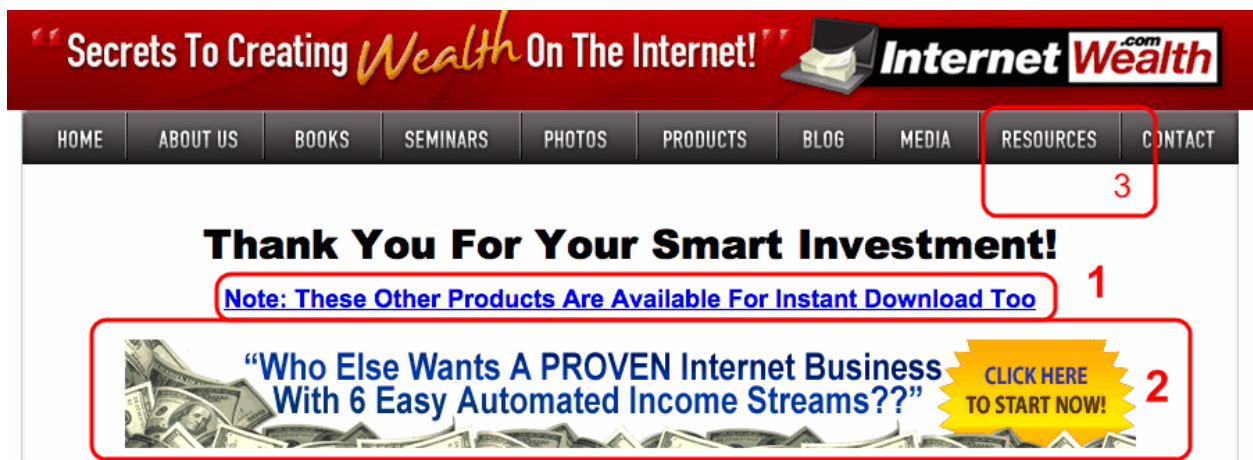 “Secrets To Creating Wealth On The Internet!”
Internet Wealth .com
HOME ABOUT US BOOKS SEMINARS PHOTOS PRODUCTS BLOG MEDIA RESOURCES CONTACT
3
Thank You For Your Smart Investment!
Note: These Other Products Are Available For Instant Download Too
1
“Who Else Wants A PROVEN Internet Business
With 6 Easy Automated Income Streams??”
CLICK HERE
TO START NOW!
2